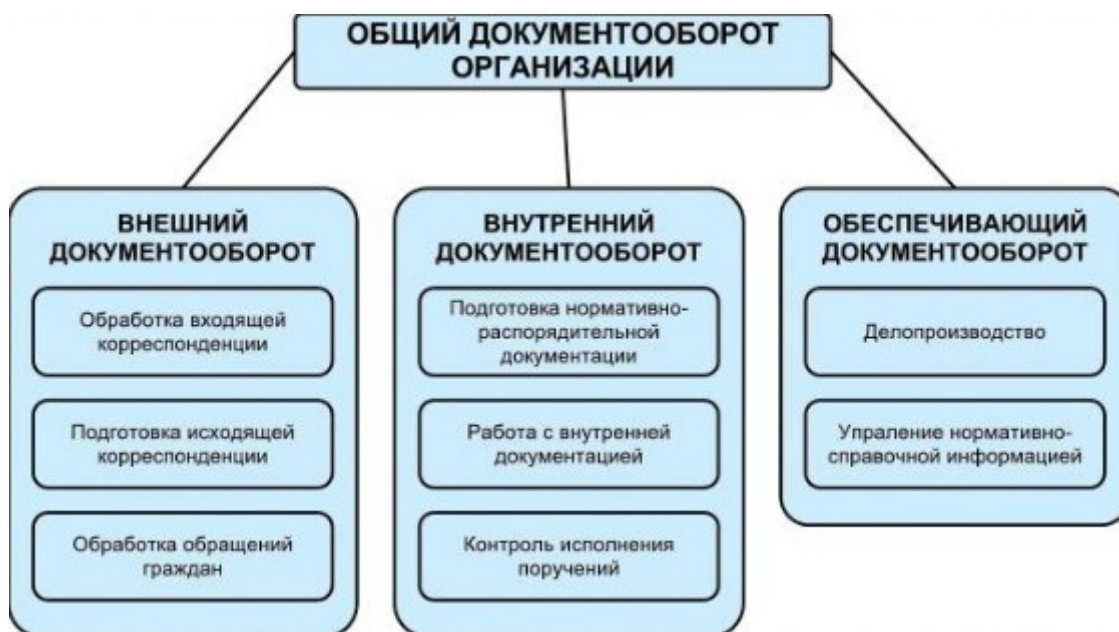 ОБЩИЙ ДОКУМЕНТООБОРОТ
ОРГАНИЗАЦИИ
ВНЕШНИЙ
ДОКУМЕНТООБОРОТ
Обработка входящей
корреспонденции
Подготовка исходящей
корреспонденции
Обработка обращений
граждан
ВНУТРЕННИЙ
ДОКУМЕНТООБОРОТ
Подготовка нормативно-
распорядительной
документации
Работа с внутренней
документацией
Контроль исполнения
поручений
ОБЕСПЕЧИВАЮЩИЙ
ДОКУМЕНТООБОРОТ
Делопроизводство
Упраление нормативно-
справочной информацией